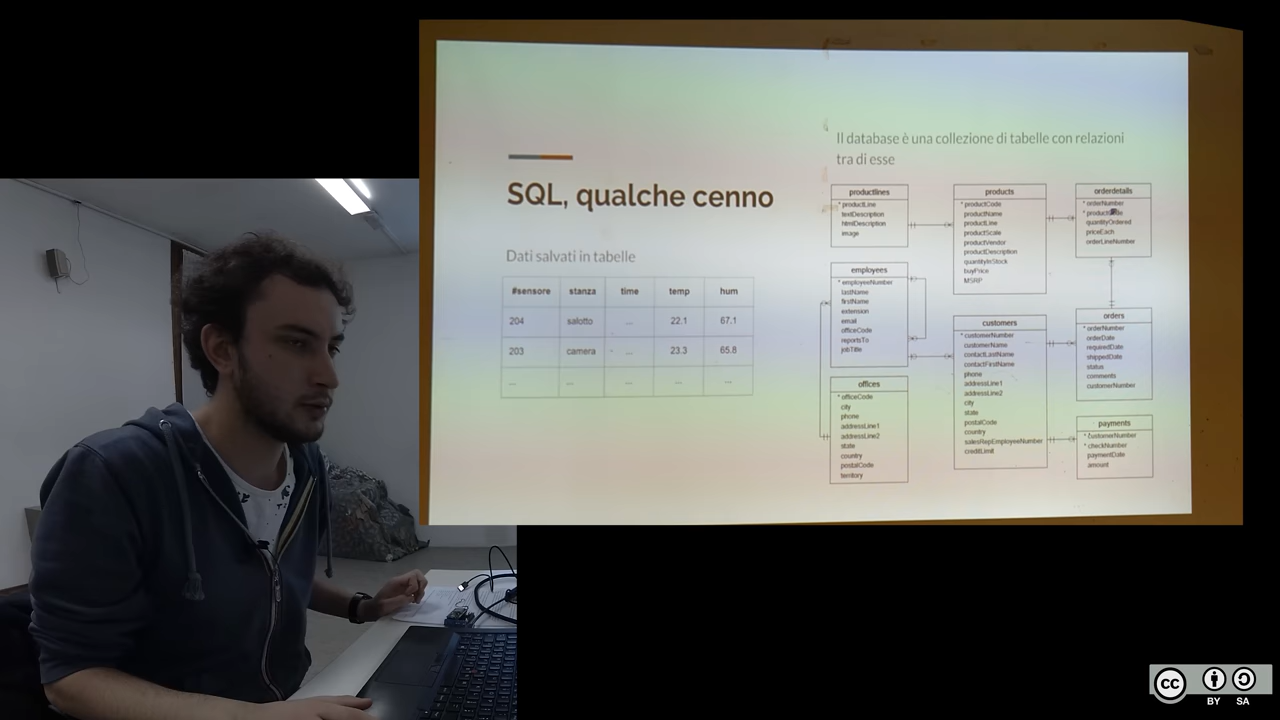 SQL, qualche cenno
Dati salvati in tabelle
#sensore stanza time temp hum
204 salotto ... 22.1 67.1
203 camera ... 23.3 65.8
... ... ... ... ...
Il database è una collezione di tabelle con relazioni
tra di esse
productlines
* productLine
textDescription
htmlDescription
image
products
* productCode
productName
productLine
productScale
productVendor
productDescription
quantityInStock
buyPrice
MSRP
orderdetails
* orderNumber
* productCode
quantityOrdered
priceEach
orderLineNumber
employees
* employeeNumber
lastName
firstName
extension
email
officeCode
reportsTo
jobTitle
customers
* customerNumber
customerName
contactLastName
contactFirstName
phone
addressLine1
addressLine2
city
state
postalCode
country
salesRepEmployeeNumber
creditLimit
orders
* orderNumber
orderDate
requiredDate
shippedDate
status
comments
customerNumber
offices
* officeCode
city
phone
addressLine1
addressLine2
state
country
postalCode
territory
payments
* customerNumber
* checkNumber
paymentDate
amount
CC
BY SA